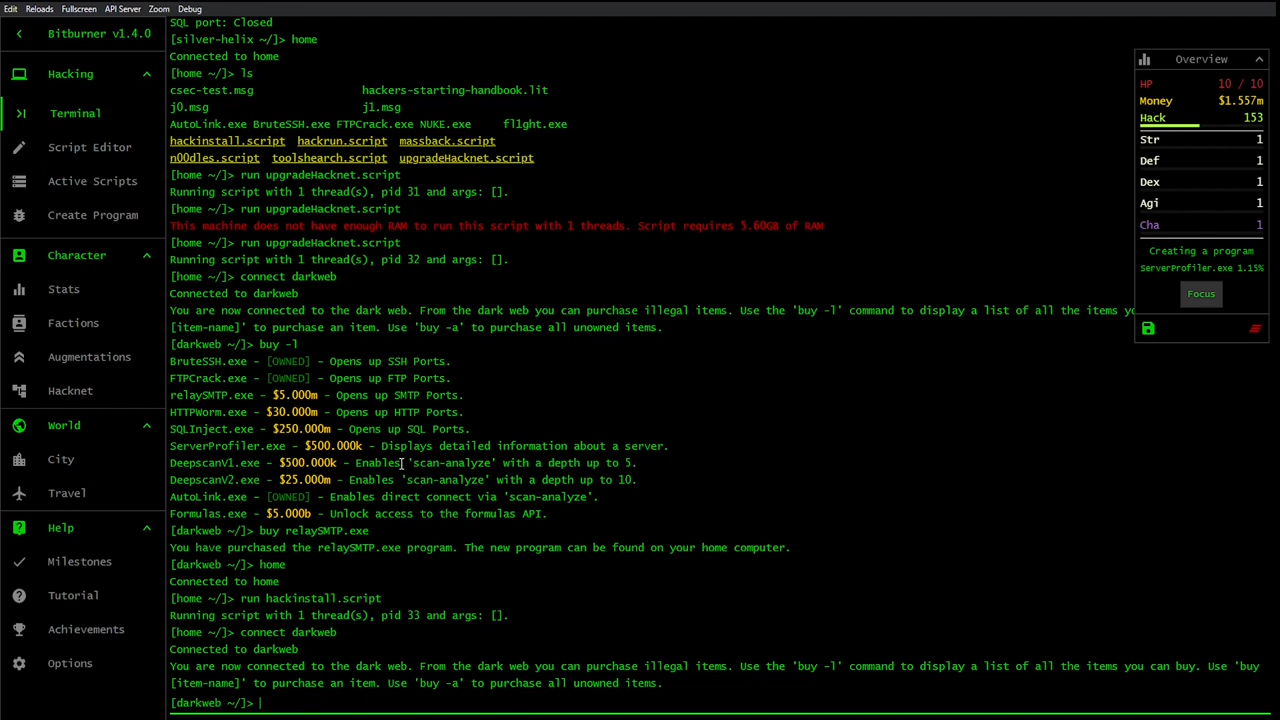 Edit Reloads Fullscreen API Server Zoom Debug
Bitburner v1.4.0
Hacking
Terminal
Script Editor
Active Scripts
Create Program
Character
Stats
Factions
Augmentations
Hacknet
World
City
Travel
Help
Milestones
Tutorial
Achievements
Options
SQL port: Closed
[silver-helix ~/]> home
Connected to home
[home ~/]> ls
csec-test.msg hackers-starting-handbook.lit
j0.msg j1.msg
AutoLink.exe BruteSSH.exe FTPCrack.exe NUKE.exe fl1ght.exe
hackinstall.script hackrun.script massback.script
n00dles.script toolshearch.script upgradeHacknet.script
[home ~/]> run upgradeHacknet.script
Running script with 1 thread(s), pid 31 and args: [].
[home ~/]> run upgradeHacknet.script
This machine does not have enough RAM to run this script with 1 threads. Script requires 5.60GB of RAM
[home ~/]> run upgradeHacknet.script
Running script with 1 thread(s), pid 32 and args: [].
[home ~/]> connect darkweb
Connected to darkweb
You are now connected to the dark web. From the dark web you can purchase illegal items. Use the 'buy -l' command to display a list of all the items yo
[item-name]' to purchase an item. Use 'buy -a' to purchase all unowned items.
[darkweb ~/]> buy -l
BruteSSH.exe - [OWNED] - Opens up SSH Ports.
FTPCrack.exe - [OWNED] - Opens up FTP Ports.
relaySMTP.exe - $5.000m - Opens up SMTP Ports.
HTTPWorm.exe - $30.000m - Opens up HTTP Ports.
SQLInject.exe - $250.000m - Opens up SQL Ports.
ServerProfiler.exe - $500.000k - Displays detailed information about a server.
DeepscanV1.exe - $500.000k - Enables 'scan-analyze' with a depth up to 5.
DeepscanV2.exe - $25.000m - Enables 'scan-analyze' with a depth up to 10.
AutoLink.exe - [OWNED] - Enables direct connect via 'scan-analyze'.
Formulas.exe - $5.000b - Unlock access to the formulas API.
[darkweb ~/]> buy relaySMTP.exe
You have purchased the relaySMTP.exe program. The new program can be found on your home computer.
[darkweb ~/]> home
Connected to home
[home ~/]> run hackinstall.script
Running script with 1 thread(s), pid 33 and args: [].
[home ~/]> connect darkweb
Connected to darkweb
You are now connected to the dark web. From the dark web you can purchase illegal items. Use the 'buy -l' command to display a list of all the items you can buy. Use 'buy
[item-name]' to purchase an item. Use 'buy -a' to purchase all unowned items.
[darkweb ~/]>
Overview
HP 10 / 10
Money $1.557m
Hack 153
Str 1
Def 1
Dex 1
Agi 1
Cha 1
Creating a program
ServerProfiler.exe 1.15%
Focus